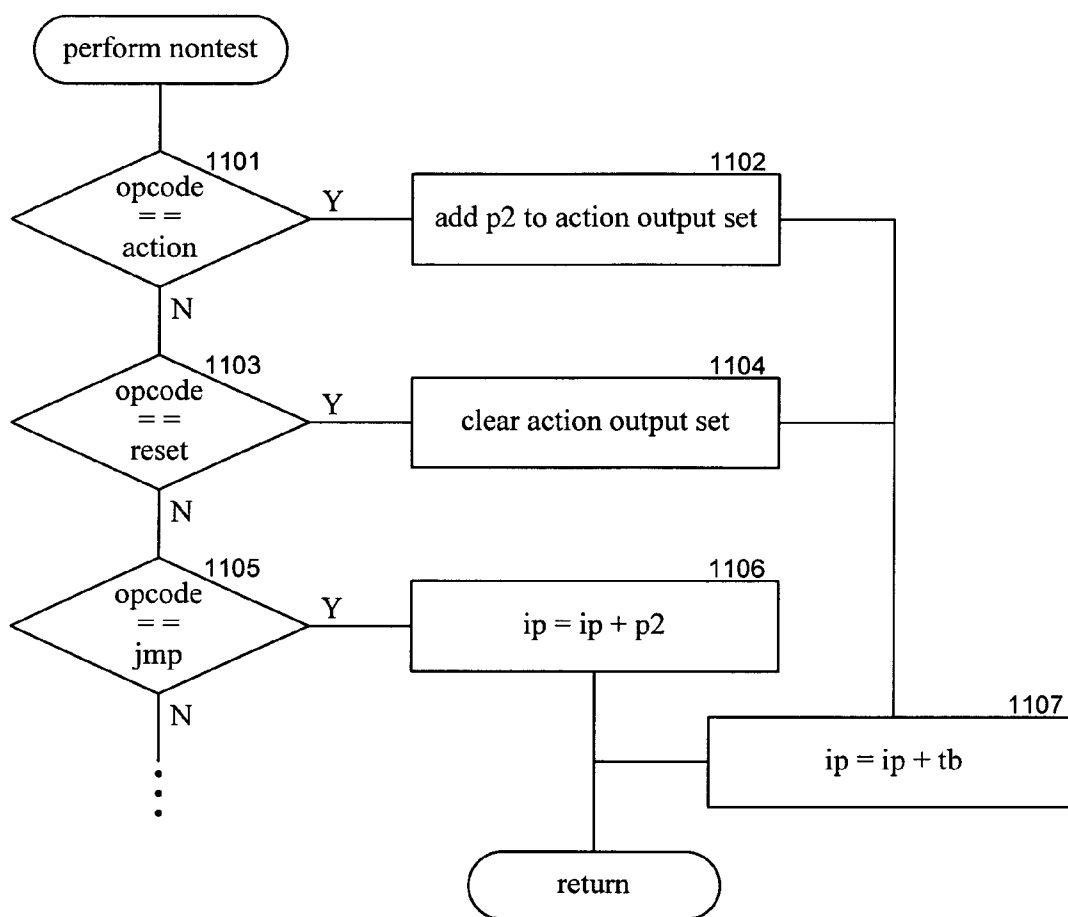 perform nontest
1101
opcode
= =
action
Y
1102
add p2 to action output set
N
1103
opcode
= =
reset
Y
1104
clear action output set
N
1105
opcode
= =
jmp
Y
1106
ip = ip + p2
N
1107
ip = ip + tb
return